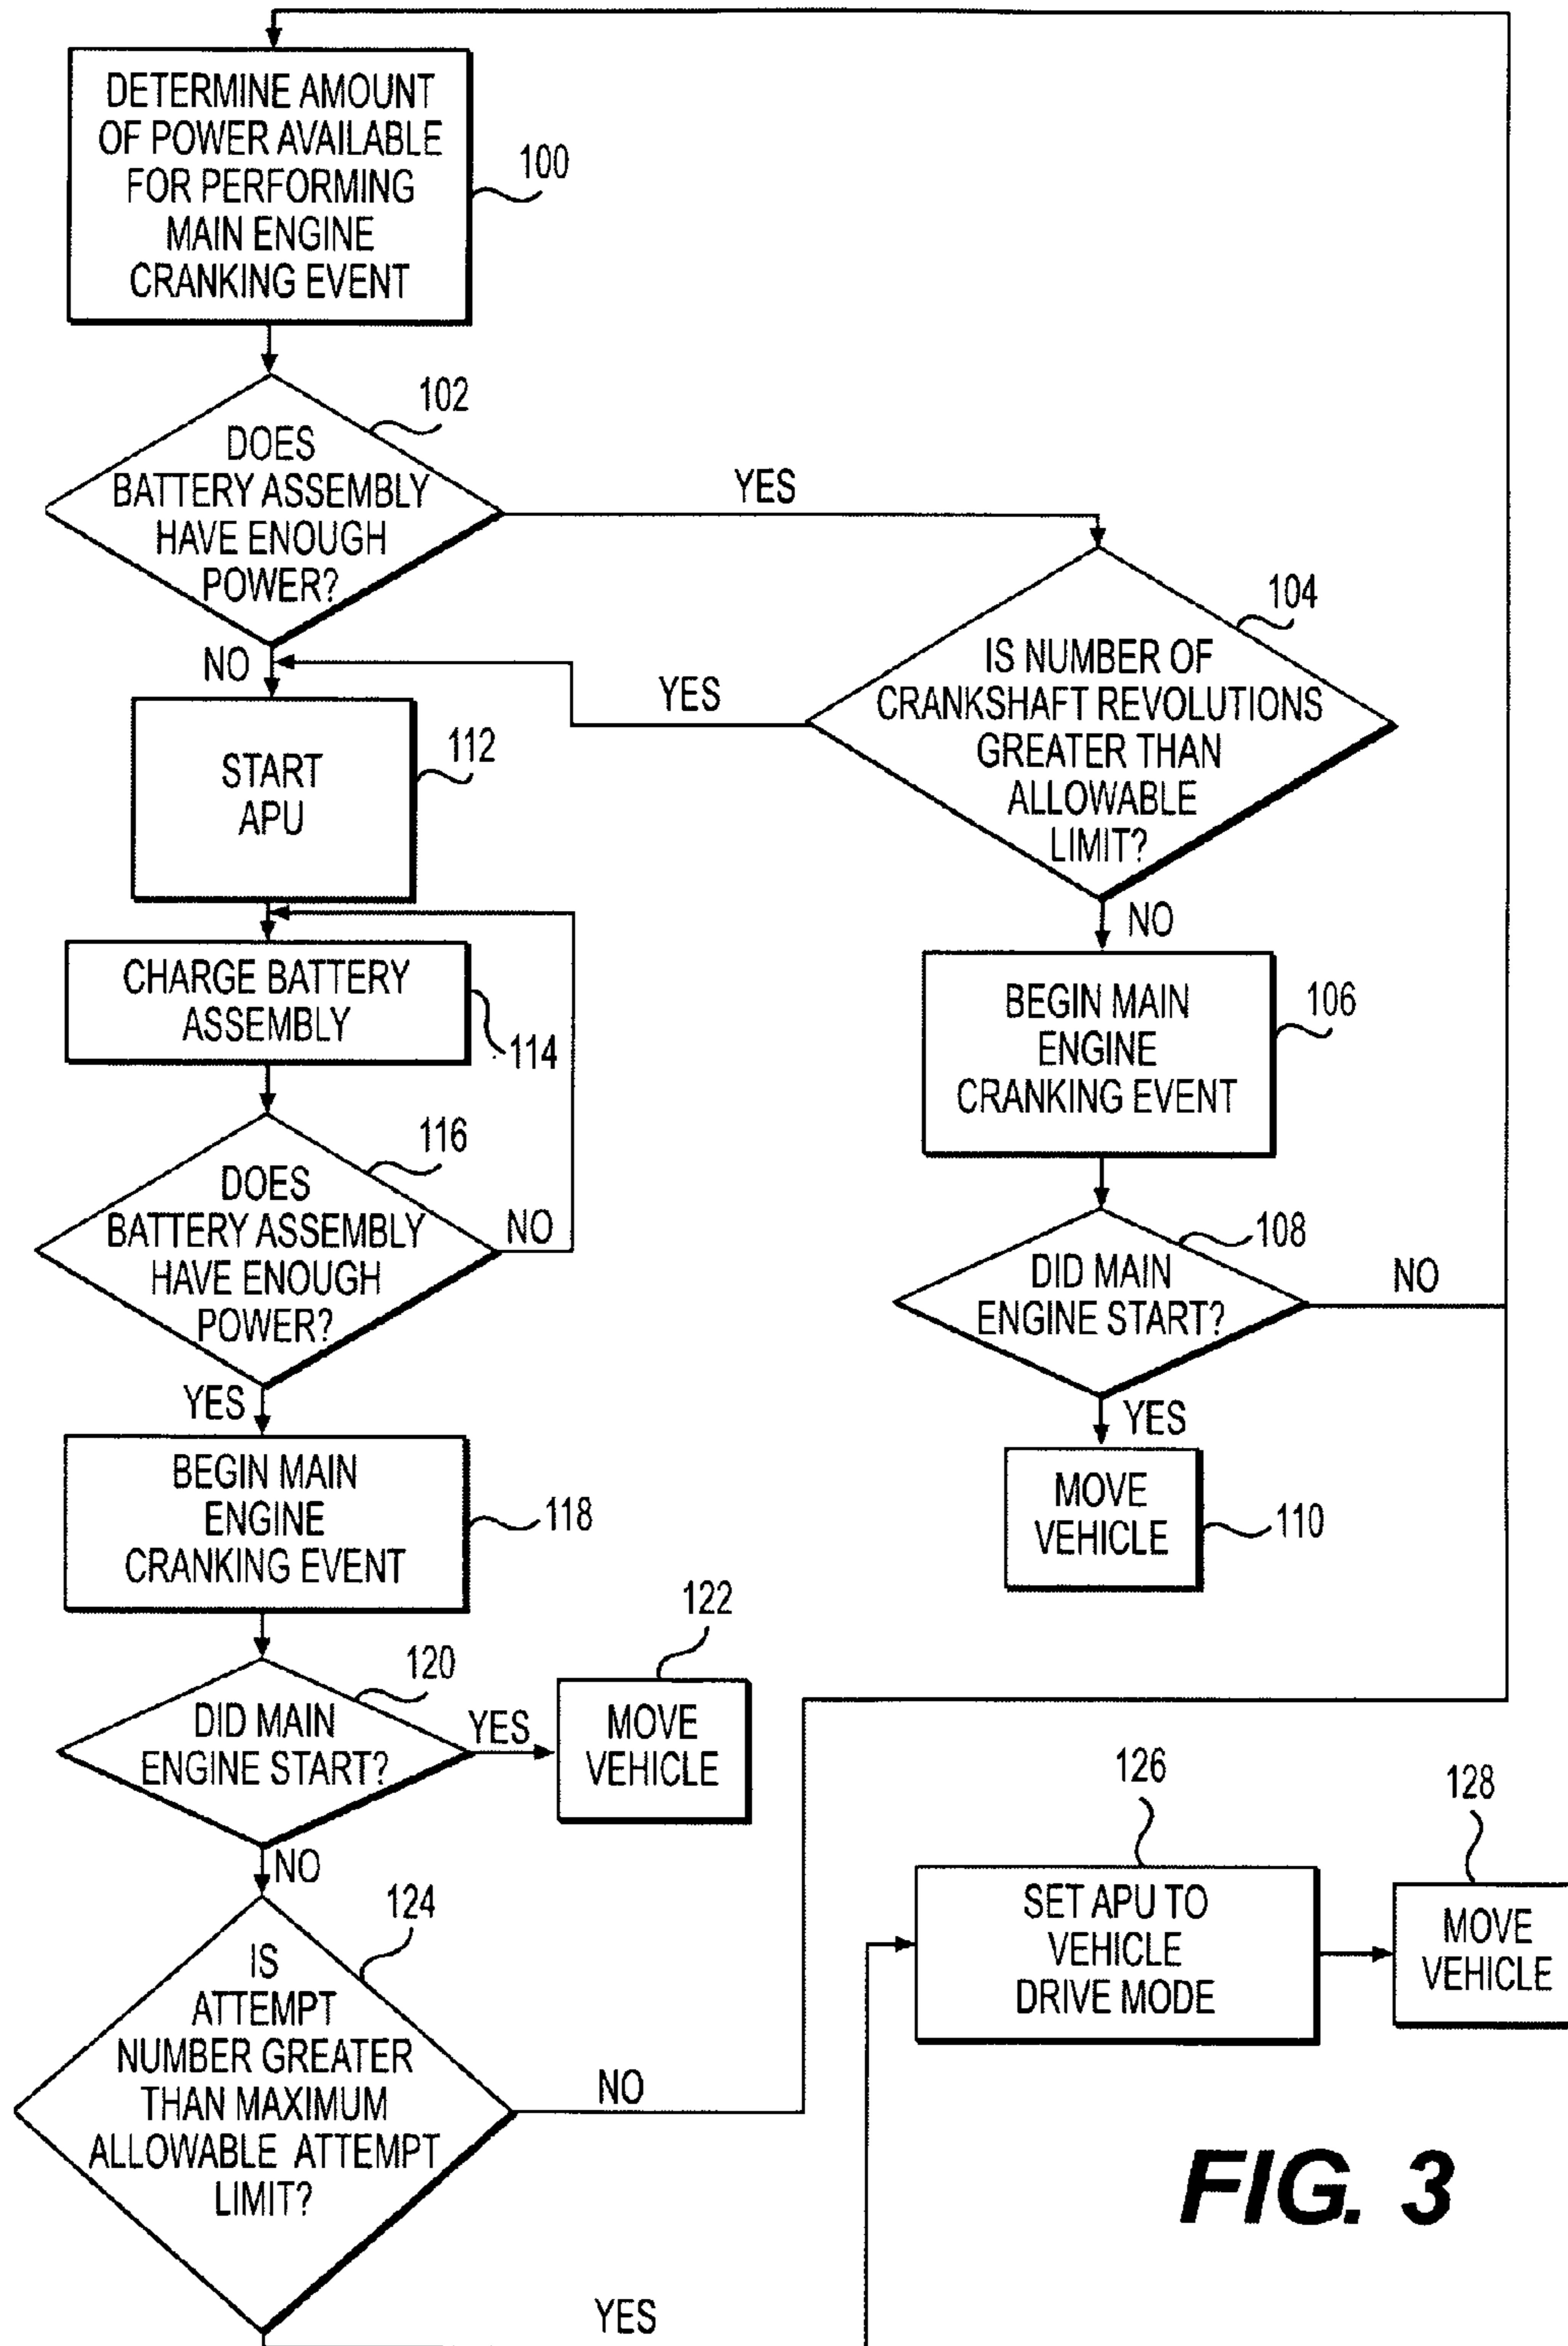 DETERMINE AMOUNT
OF POWER AVAILABLE
FOR PERFORMING
MAIN ENGINE
CRANKING EVENT
100
DOES
BATTERY ASSEMBLY
HAVE ENOUGH
POWER?
102
YES
NO
IS NUMBER OF
CRANKSHAFT REVOLUTIONS
GREATER THAN
ALLOWABLE
LIMIT?
104
YES
NO
START
APU
112
CHARGE BATTERY
ASSEMBLY
114
BEGIN MAIN
ENGINE
CRANKING EVENT
106
DOES
BATTERY ASSEMBLY
HAVE ENOUGH
POWER?
116
NO
YES
DID MAIN
ENGINE START?
108
NO
YES
MOVE
VEHICLE
110
BEGIN MAIN
ENGINE
CRANKING EVENT
118
DID MAIN
ENGINE START?
120
YES
NO
MOVE
VEHICLE
122
IS
ATTEMPT
NUMBER GREATER
THAN MAXIMUM
ALLOWABLE ATTEMPT
LIMIT?
124
NO
YES
SET APU TO
VEHICLE
DRIVE MODE
126
MOVE
VEHICLE
128
FIG. 3